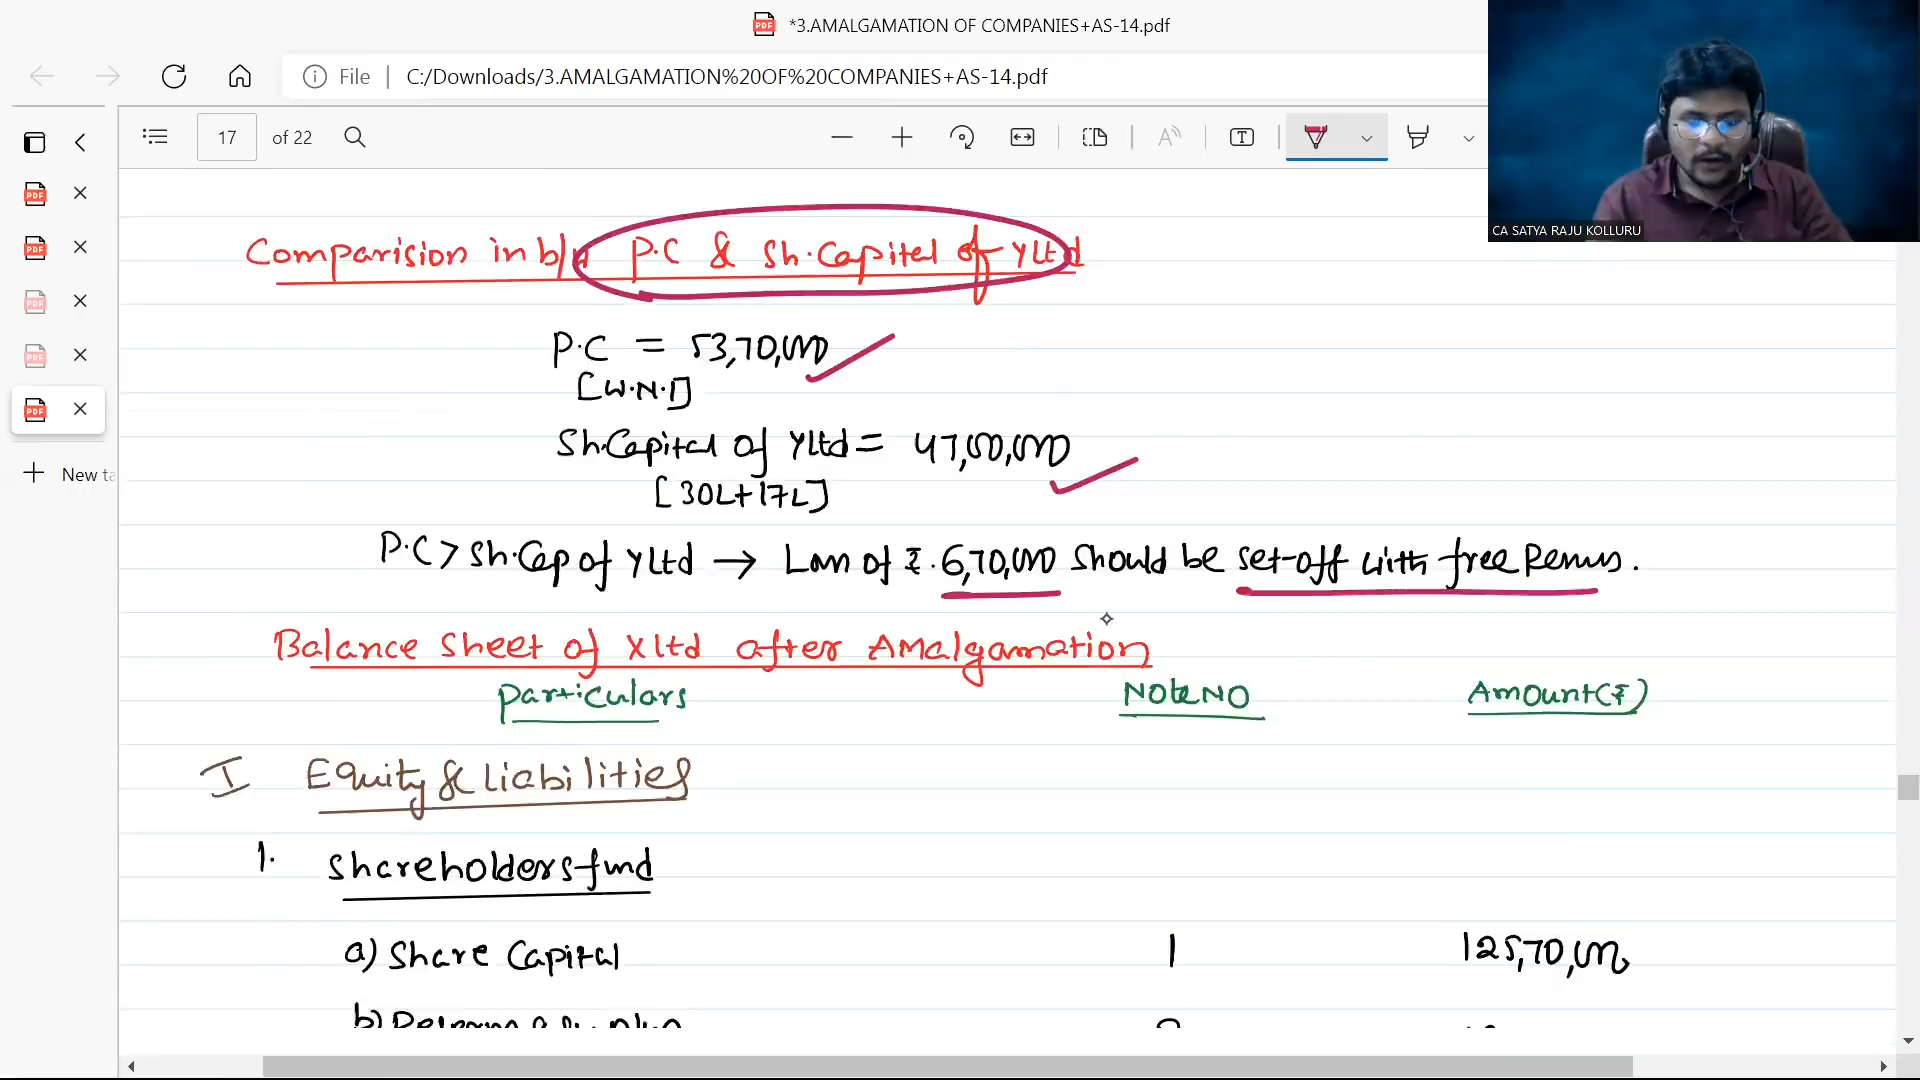 *3.AMALGAMATION OF COMPANIES+AS-14.pdf
File C:/Downloads/3.AMALGAMATION%20OF%20COMPANIES+AS-14.pdf
17 of 22
CA SATYA RAJU KOLLURU
New ta
Comparision in b/n P.C & Sh.Capital of Y Ltd
P.C = 53,70,000
[W.N.1]
Sh.Capital of Y Ltd = 47,00,000
[30L+17L]
P.C > Sh.Cap of Y Ltd → Loss of ₹.6,70,000 should be set-off with free Reserves.
Balance Sheet of X Ltd after Amalgamation
Particulars Note NO Amount(₹)
I Equity & Liabilities
1. Shareholders fund
a) Share Capital 1 125,70,000